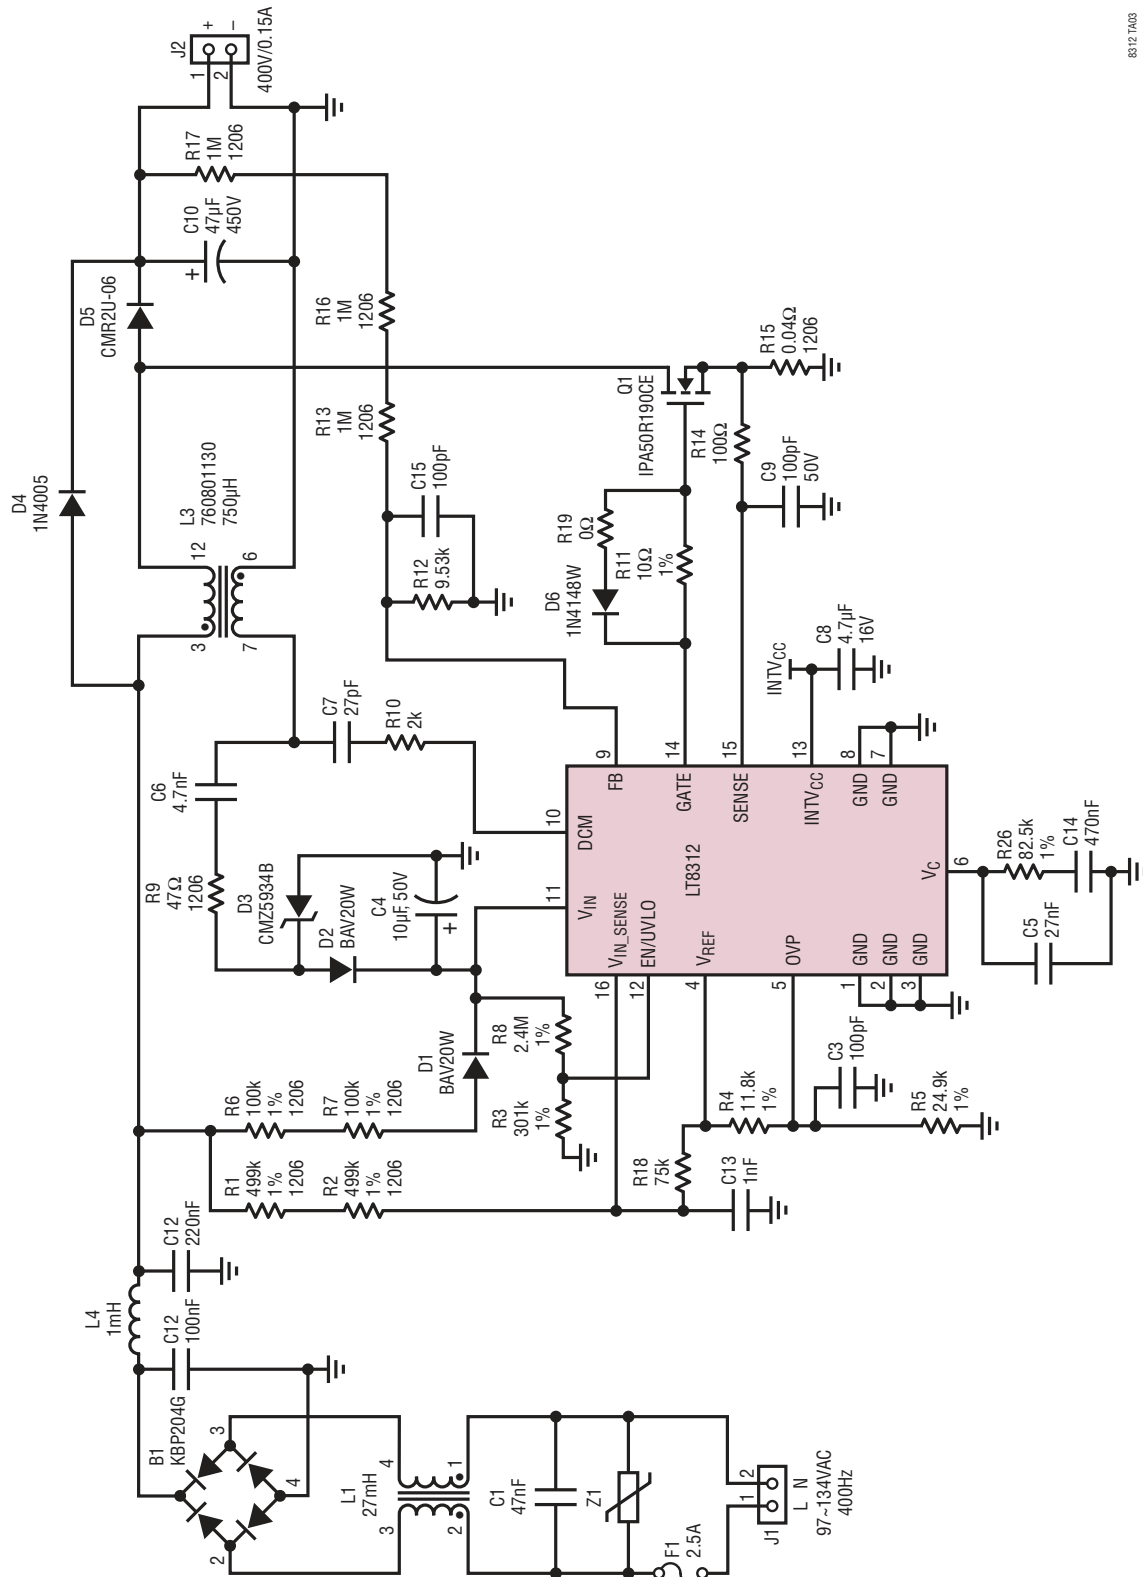 8312 TA03
J2
+
–
1
2
400V/0.15A
R17
1M
1206
C10
47µF
450V
+
D5
CMR2U-06
D4
1N4005
L3
760801130
750µH
12
6
3
7
R16
1M
1206
R13
1M
1206
C15
100pF
R12
9.53k
R15
0.04Ω
1206
Q1
IPA50R190CE
R14
100Ω
C9
100pF
50V
R19
0Ω
R11
10Ω
1%
D6
1N4148W
INTVCC
C8
4.7µF
16V
C7
27pF
R10
2k
C6
4.7nF
R9
47Ω
1206
D3
CMZ5934B
D2
BAV20W
C4
10µF, 50V
+
9
14
15
13
8
7
FB
GATE
SENSE
INTVCC
GND
GND
10
DCM
11
VIN
LT8312
VC
6
VIN_SENSE
EN/UVLO
VREF
OVP
GND
GND
GND
16
12
4
5
1
2
3
R26
82.5k
1%
C14
470nF
C5
27nF
D1
BAV20W
R8
2.4M
1%
R3
301k
1%
R6
100k
1%
1206
R7
100k
1%
1206
R1
499k
1%
1206
R2
499k
1%
1206
R18
75k
C13
1nF
R4
11.8k
1%
C3
100pF
R5
24.9k
1%
L4
1mH
C12
220nF
C12
100nF
B1
KBP204G
3
4
2
L1
27mH
4
1
3
2
C1
47nF
Z1
F1
2.5A
J1
2
1
L N
97~134VAC
400Hz